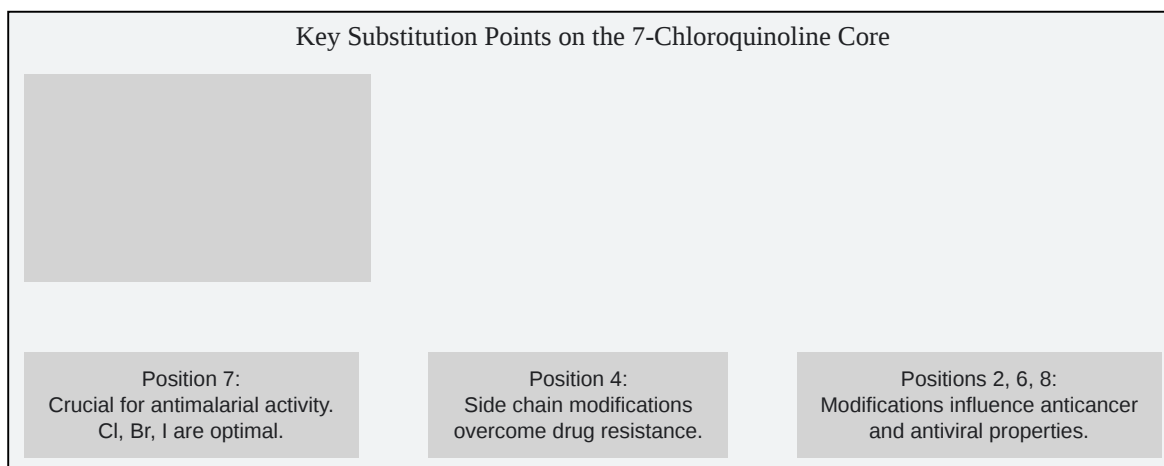 Key Substitution Points on the 7-Chloroquinoline Core
Position 7:
Crucial for antimalarial activity.
Cl, Br, I are optimal.
Position 4:
Side chain modifications
overcome drug resistance.
Positions 2, 6, 8:
Modifications influence anticancer
and antiviral properties.